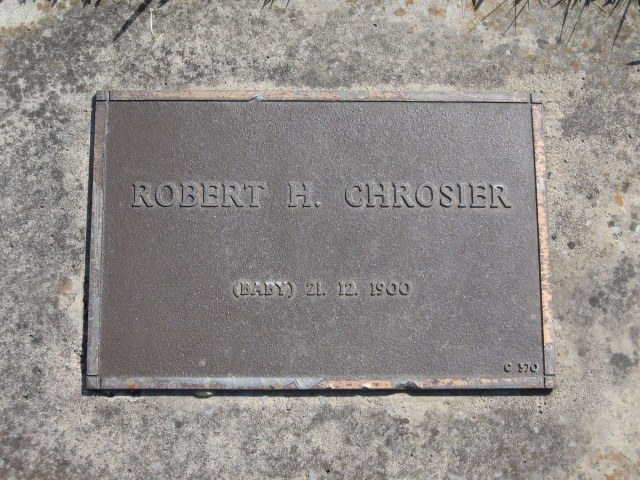 ROBERT H. CHROSIER
(BABY) 21. 12. 1900
C 370